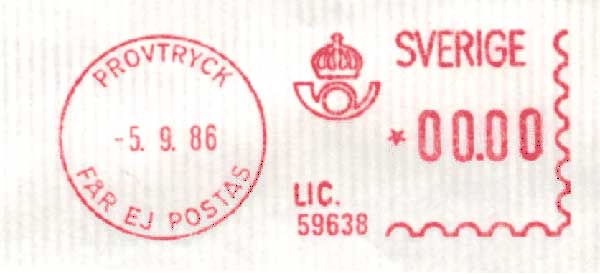 PROVTRYCK
-5. 9. 86
FÅR EJ POSTAS
SVERIGE
*00.00
LIC.
59638